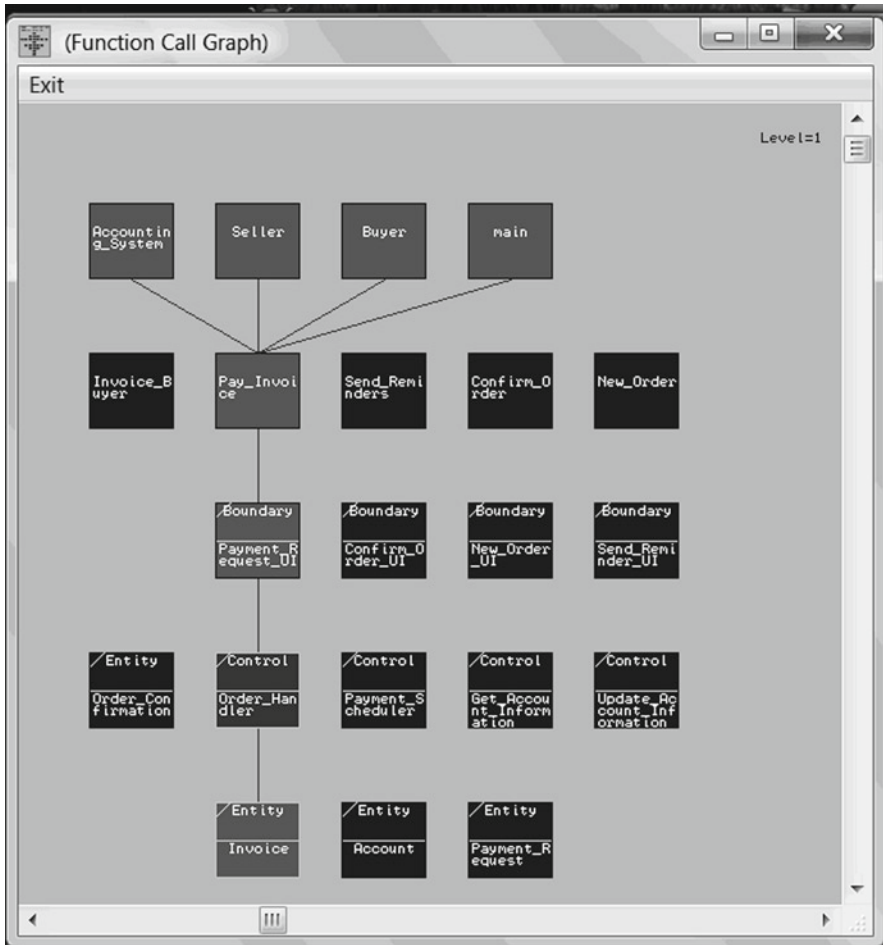 (Function Call Graph)
Exit
Level=1
Accountin
g_System
Seller
Buyer
main
Invoice_B
uyer
Pay_Invoi
ce
Send_Remi
nders
Confirm_O
rder
New_Order
/Boundary
Payment_R
equest_UI
/Boundary
Confirm_O
rder_UI
/Boundary
New_Order
_UI
/Boundary
Send_Remi
nder_UI
/Entity
Order_Con
firmation
/Control
Order_Han
dler
/Control
Payment_S
cheduler
/Control
Get_Accou
nt_Inform
ation
/Control
Update_Ac
count_Inf
ormation
/Entity
Invoice
/Entity
Account
/Entity
Payment_R
equest